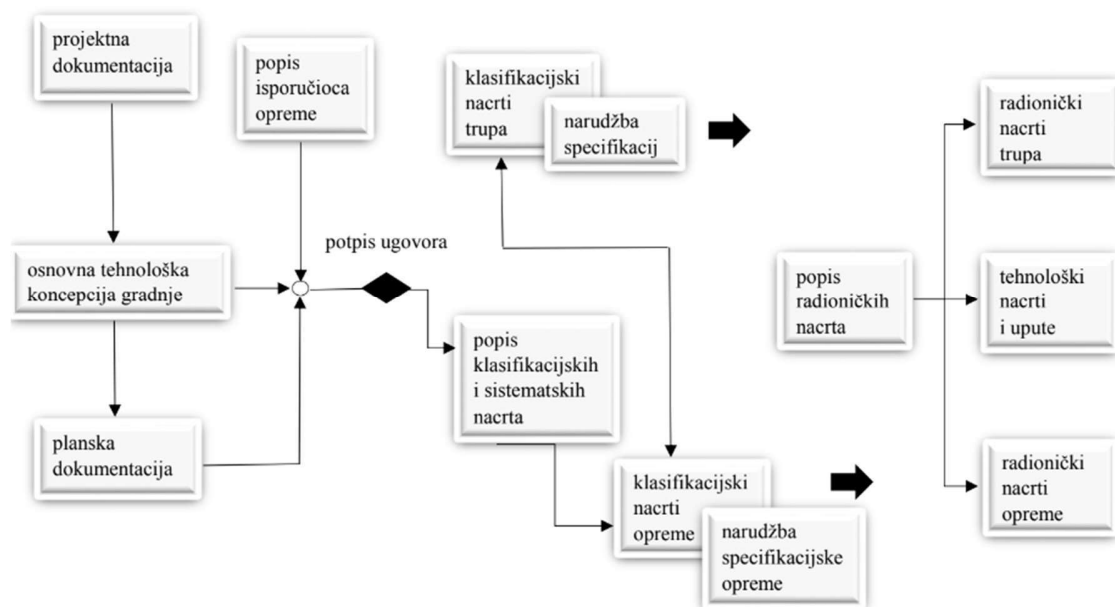 projektna
dokumentacija
popis
isporučioca
opreme
osnovna tehnološka
koncepcija gradnje
planska
dokumentacija
potpis ugovora
popis
klasifikacijskih
i sistematskih
nacrta
klasifikacijski
nacrti
trupa
narudžba
specifikacij
klasifikacijski
nacrti
opreme
narudžba
specifikacijske
opreme
popis
radioničkih
nacrta
radionički
nacrti
trupa
tehnološki
nacrti
i upute
radionički
nacrti
opreme